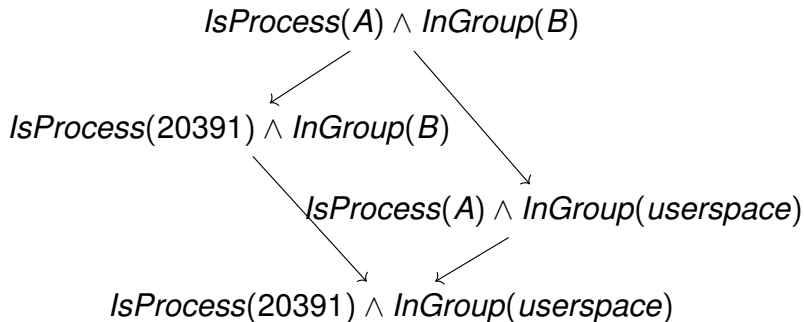 IsProcess(A) ∧ InGroup(B)
IsProcess(20391) ∧ InGroup(B)
IsProcess(A) ∧ InGroup(userspace)
IsProcess(20391) ∧ InGroup(userspace)